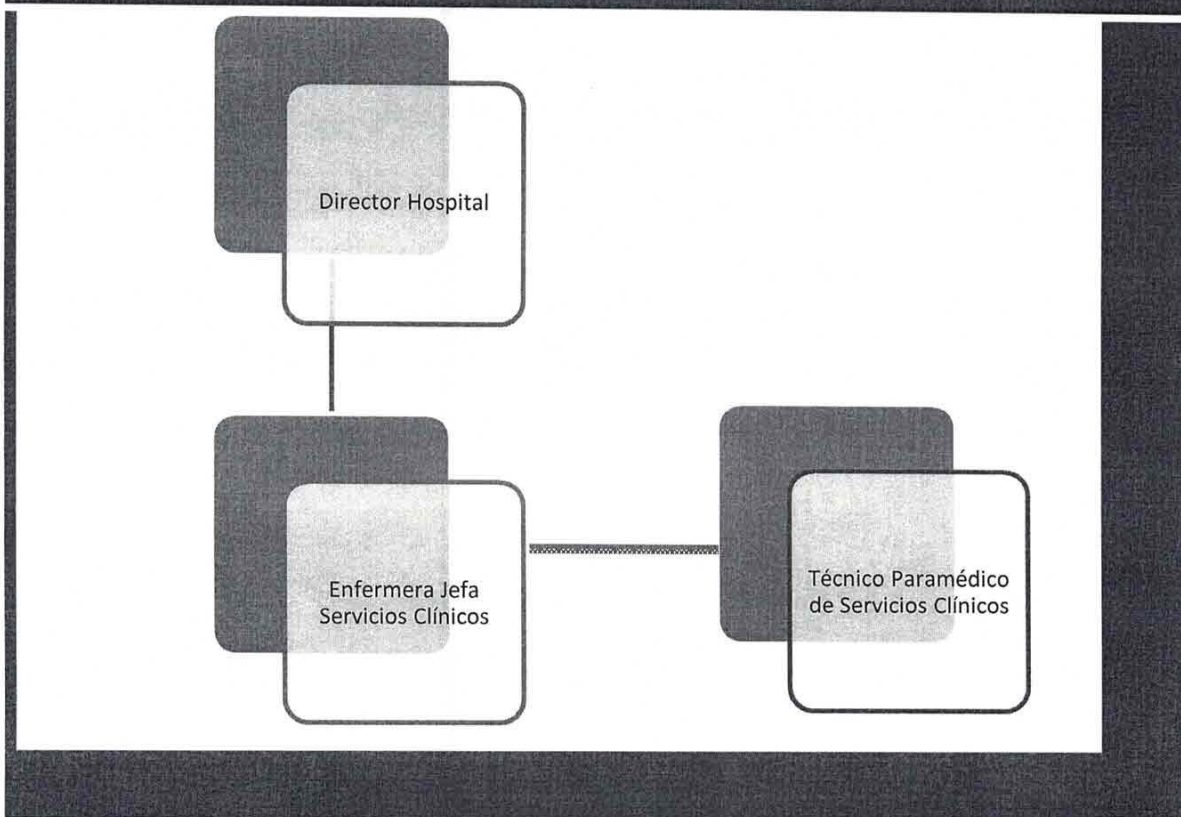 Director Hospital
Enfermera Jefa
Servicios Clínicos
Técnico Paramédico
de Servicios Clínicos